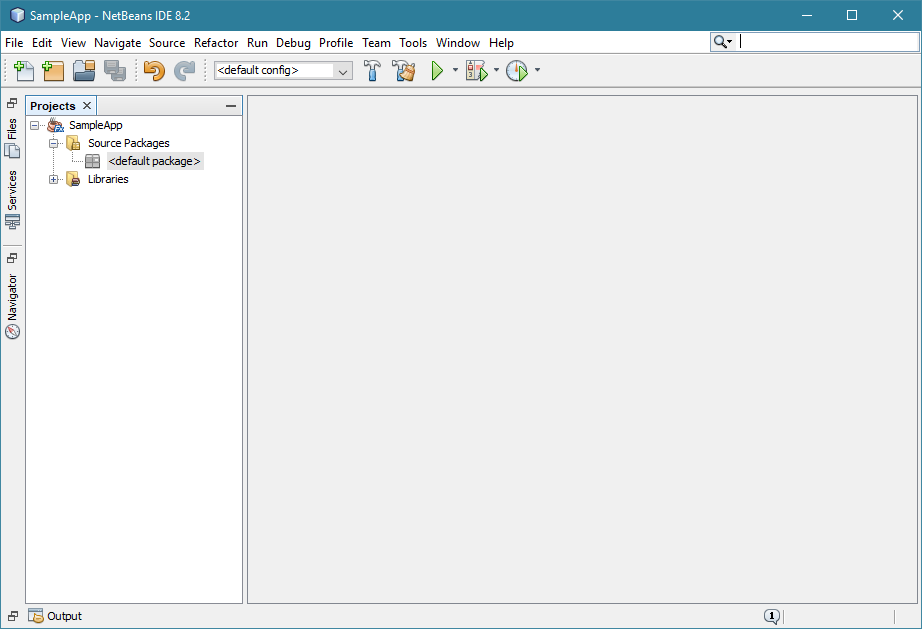 SampleApp - NetBeans IDE 8.2
File Edit View Navigate Source Refactor Run Debug Profile Team Tools Window Help
<default config>
Files
Services
Navigator
Projects
SampleApp
Source Packages
<default package>
Libraries
Output
1